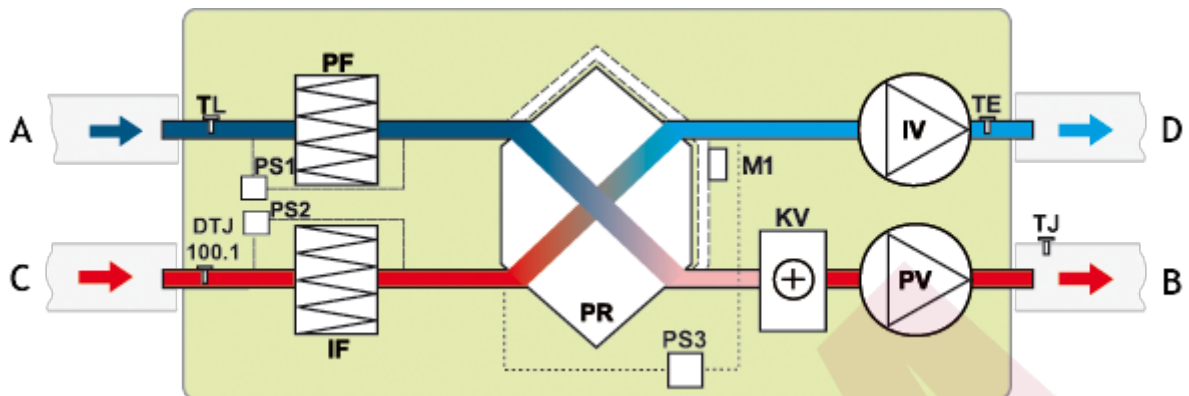 PF
A TL IV TE D
PS1 M1
PS2 KV
DTJ TJ
C 100.1 PV B
PR
IF PS3